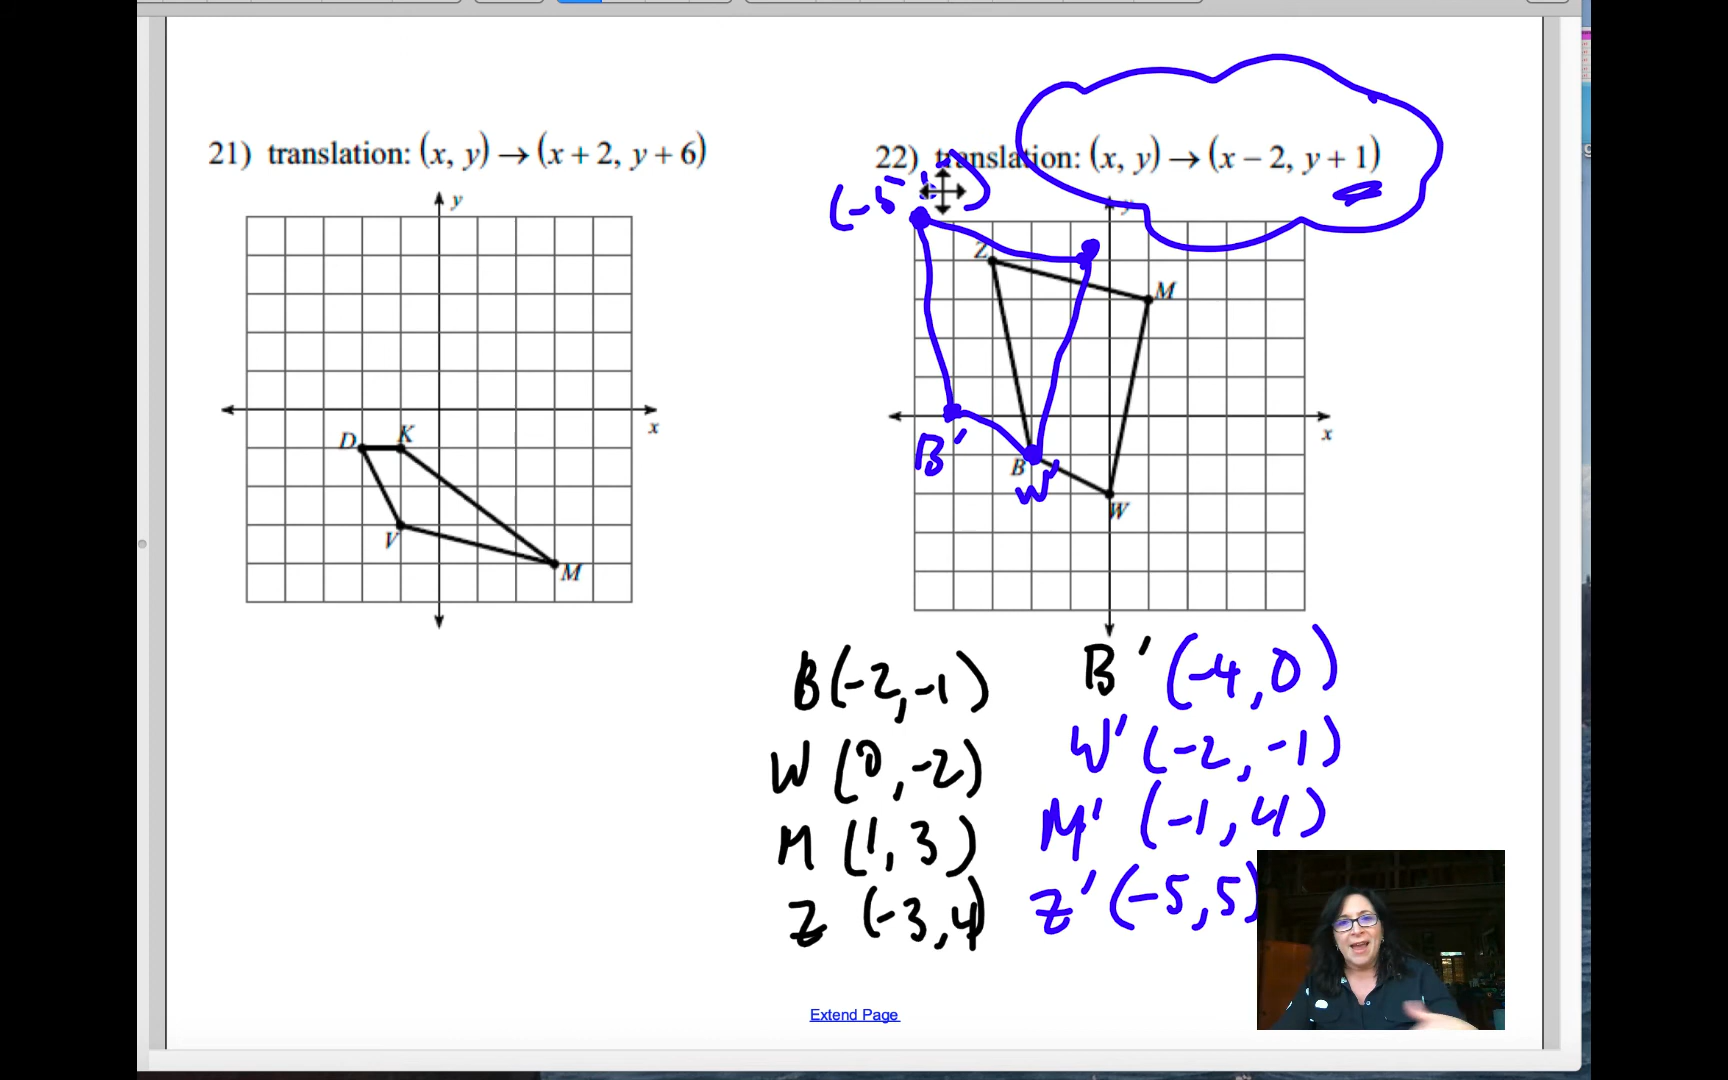 21) translation: (x, y) → (x + 2, y + 6)
y
x
D
K
V
M
22) translation: (x, y) → (x − 2, y + 1)
(-5
y
Z
M
x
B'
B
W'
W
B (-2, -1)
B' (-4, 0)
W (0, -2)
W' (-2, -1)
M (1, 3)
M' (-1, 4)
Z (-3, 4)
Z' (-5, 5)
Extend Page